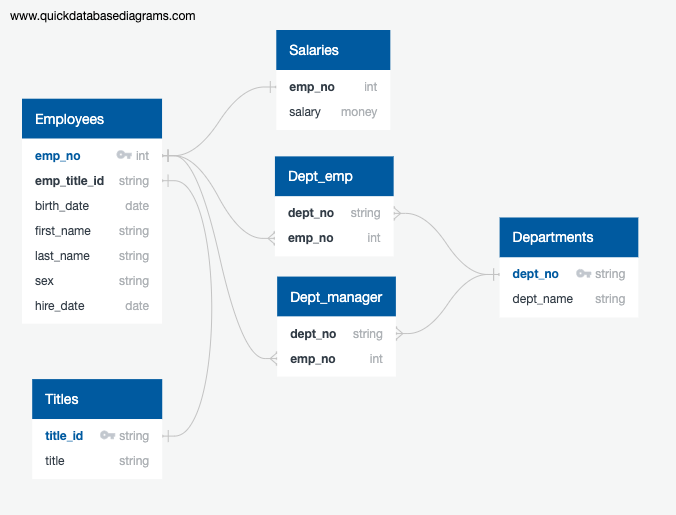 www.quickdatabasediagrams.com
Salaries
emp_no int
salary money
Employees
emp_no int
emp_title_id string
birth_date date
first_name string
last_name string
sex string
hire_date date
Dept_emp
dept_no string
emp_no int
Departments
dept_no string
dept_name string
Dept_manager
dept_no string
emp_no int
Titles
title_id string
title string